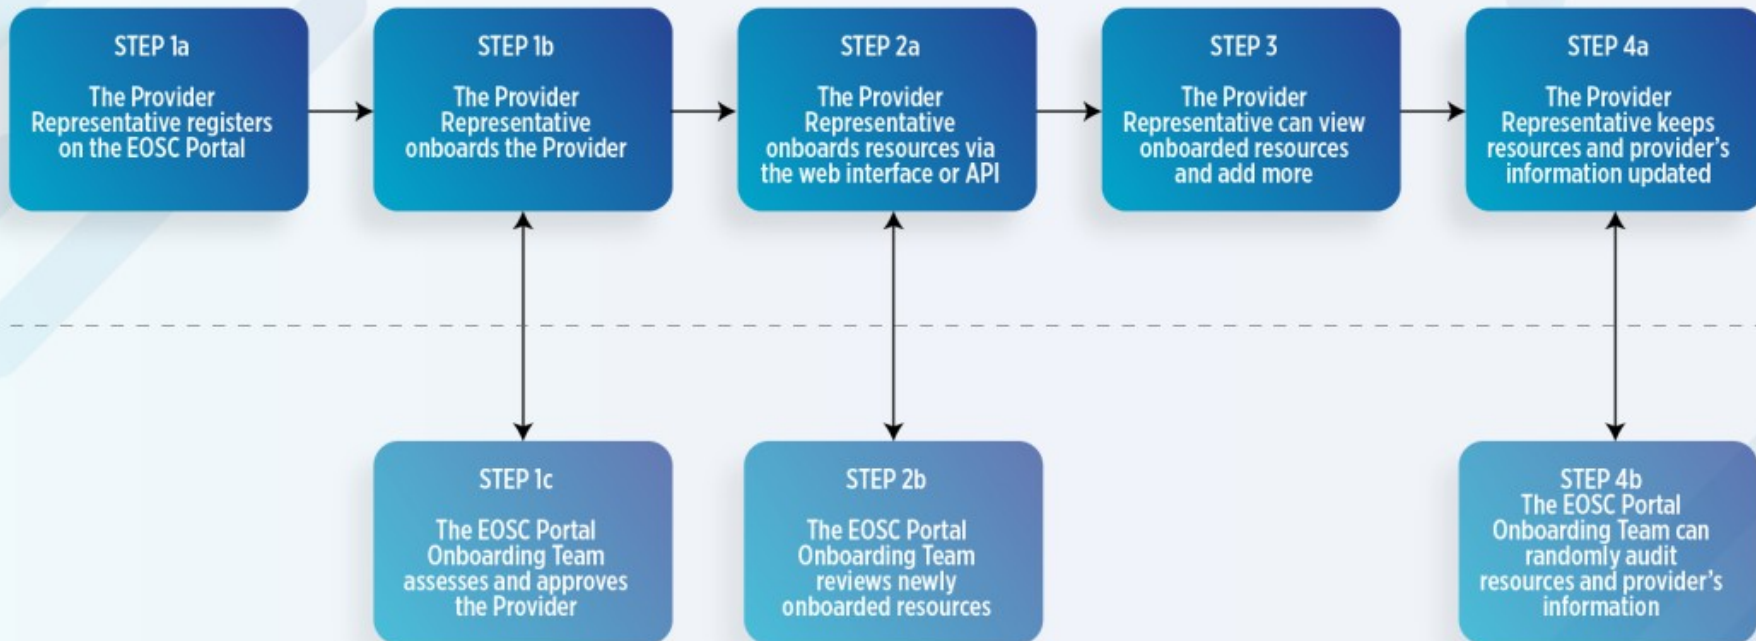 STEP 1a
The Provider
Representative registers
on the EOSC Portal
STEP 1b
The Provider
Representative
onboards the Provider
STEP 2a
The Provider
Representative
onboards resources via
the web interface or API
STEP 3
The Provider
Representative can view
onboarded resources
and add more
STEP 4a
The Provider
Representative keeps
resources and provider's
information updated
STEP 1c
The EOSC Portal
Onboarding Team
assesses and approves
the Provider
STEP 2b
The EOSC Portal
Onboarding Team
reviews newly
onboarded resources
STEP 4b
The EOSC Portal
Onboarding Team can
randomly audit
resources and provider's
information